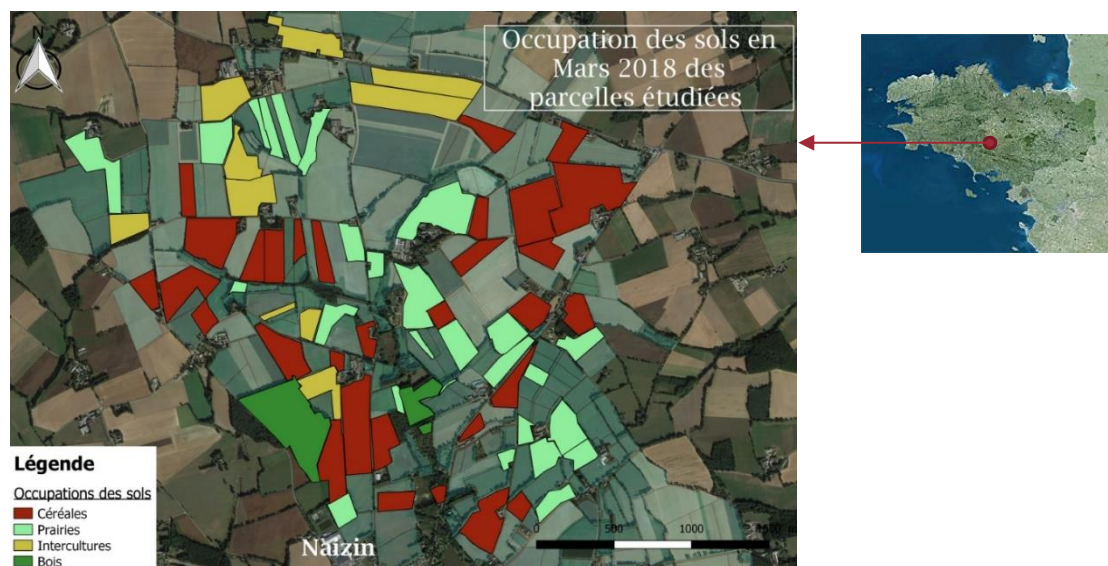 N
Occupation des sols en
Mars 2018 des
parcelles étudiées
Légende
Occupations des sols
Céréales
Prairies
Intercultures
Bois
Naizin
0 500 1000 1500 m